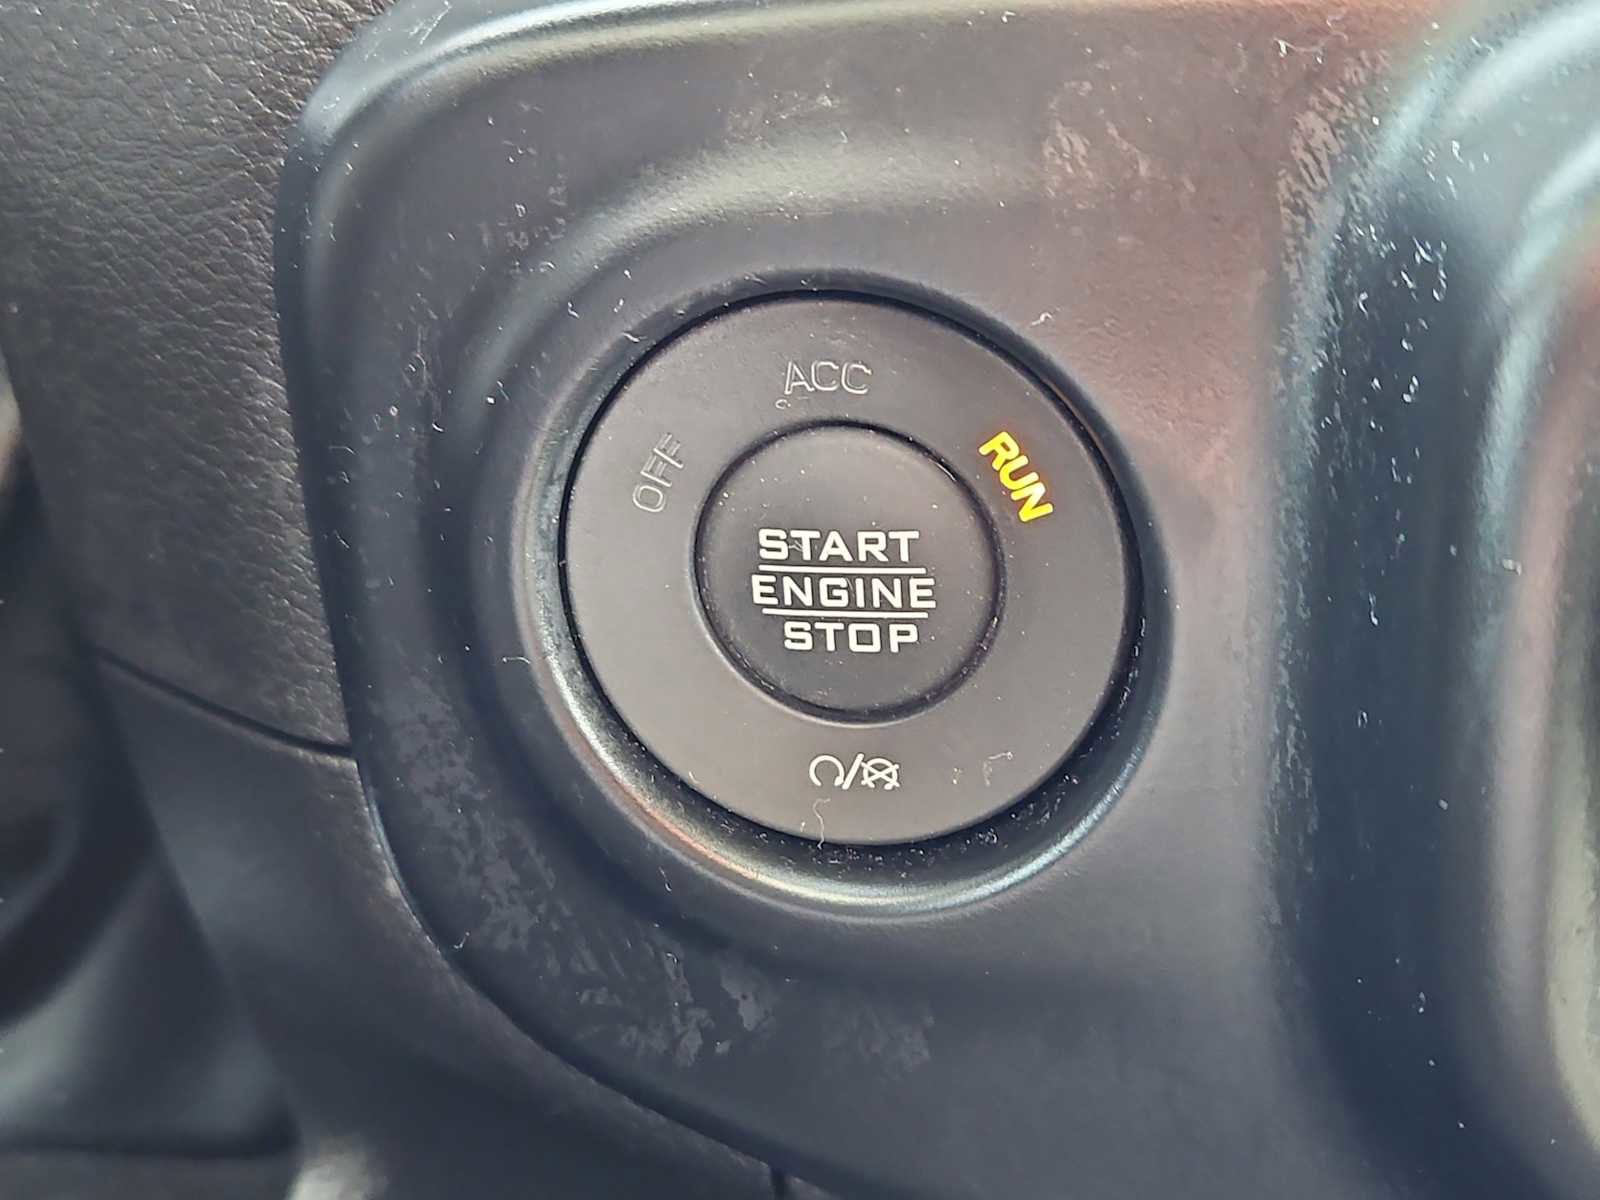 ACC
OFF
RUN
START
ENGINE
STOP